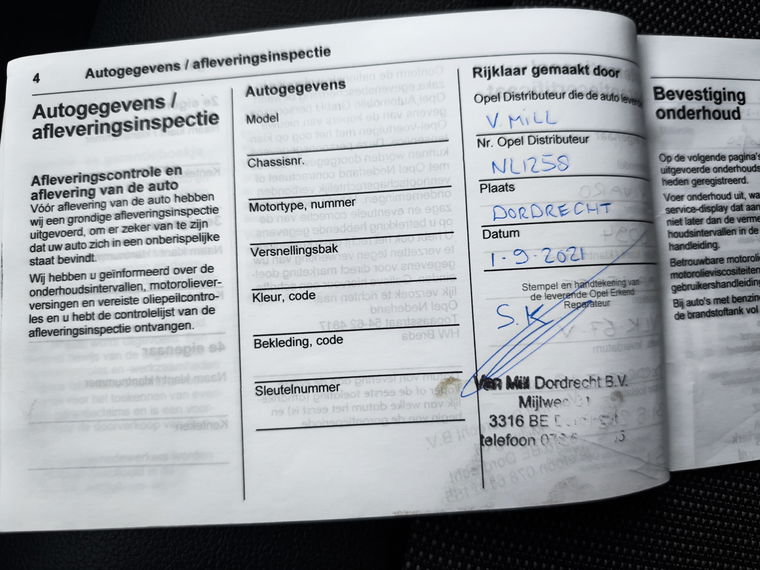 4 Autogegevens / afleveringsinspectie
Autogegevens /
afleveringsinspectie
Afleveringscontrole en
aflevering van de auto
Vóór aflevering van de auto hebben
wij een grondige afleveringsinspectie
uitgevoerd, om er zeker van te zijn
dat uw auto zich in een onberispelijke
staat bevindt.
Wij hebben u geïnformeerd over de
onderhoudsintervallen, motoroliever-
versingen en vereiste oliepeilcontro-
les en u hebt de controlelijst van de
afleveringsinspectie ontvangen.
Autogegevens
Model
Chassisnr.
Motortype, nummer
Versnellingsbak
Kleur, code
Bekleding, code
Sleutelnummer
Rijklaar gemaakt door
Opel Distributeur die de auto
V. MILL
Nr. Opel Distributeur
NL1258
Plaats
DORDRECHT
Datum
1-9-2021
Stempel en handtekening van
de leverende Opel Erkend
Reparateur
S.K
Van Mill Dordrecht B.V.
3316 BE
telefoon
Bevestiging
onderhoud
Op de volgende pagina's
uitgevoerde onderhouds
heden geregistreerd.
Voer onderhoud uit, wa
service-display dat aan
niet later dan de verme
houdsintervallen in de
handleiding.
Betrouwbare motoroli
motorolieviscositeiten
gebruikershandleiding
Bij auto's met benzin
de brandstoftank vol